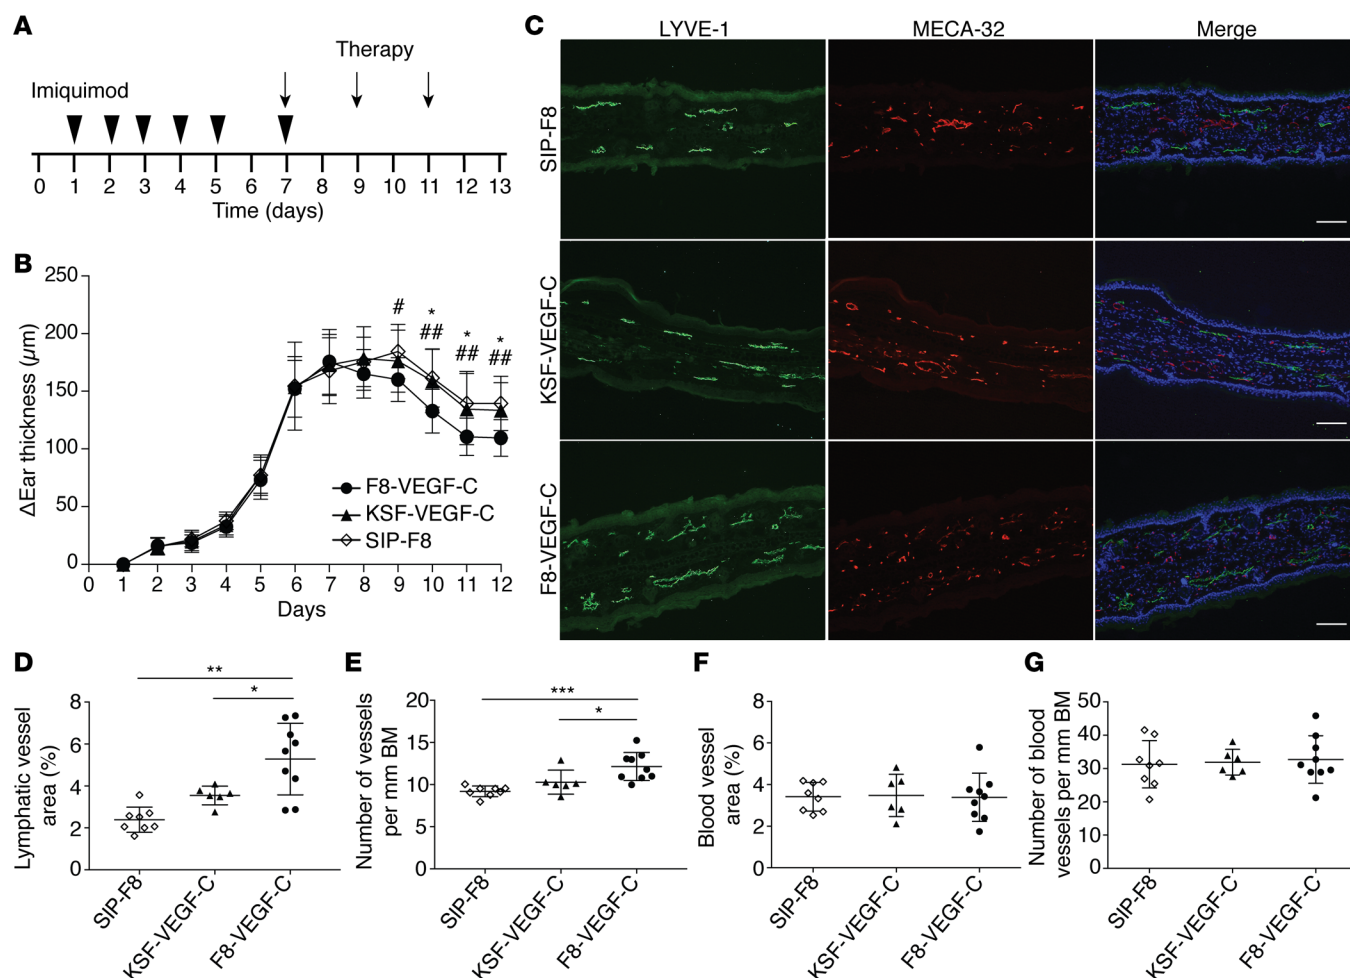 A
Therapy
Imiquimod
0 1 2 3 4 5 6 7 8 9 10 11 12 13
Time (days)
B
ΔEar thickness (µm)
250
200
150
100
50
0
# * ## * ## * ##
F8-VEGF-C
KSF-VEGF-C
SIP-F8
0 1 2 3 4 5 6 7 8 9 10 11 12
Days
C
LYVE-1 MECA-32 Merge
SIP-F8
KSF-VEGF-C
F8-VEGF-C
D
Lymphatic vessel
area (%)
8
6
4
2
0
**
*
SIP-F8
KSF-VEGF-C
F8-VEGF-C
E
Number of vessels
per mm BM
20
15
10
5
0
***
*
SIP-F8
KSF-VEGF-C
F8-VEGF-C
F
Blood vessel
area (%)
8
6
4
2
0
SIP-F8
KSF-VEGF-C
F8-VEGF-C
G
Number of blood
vessels per mm BM
50
40
30
20
10
0
SIP-F8
KSF-VEGF-C
F8-VEGF-C